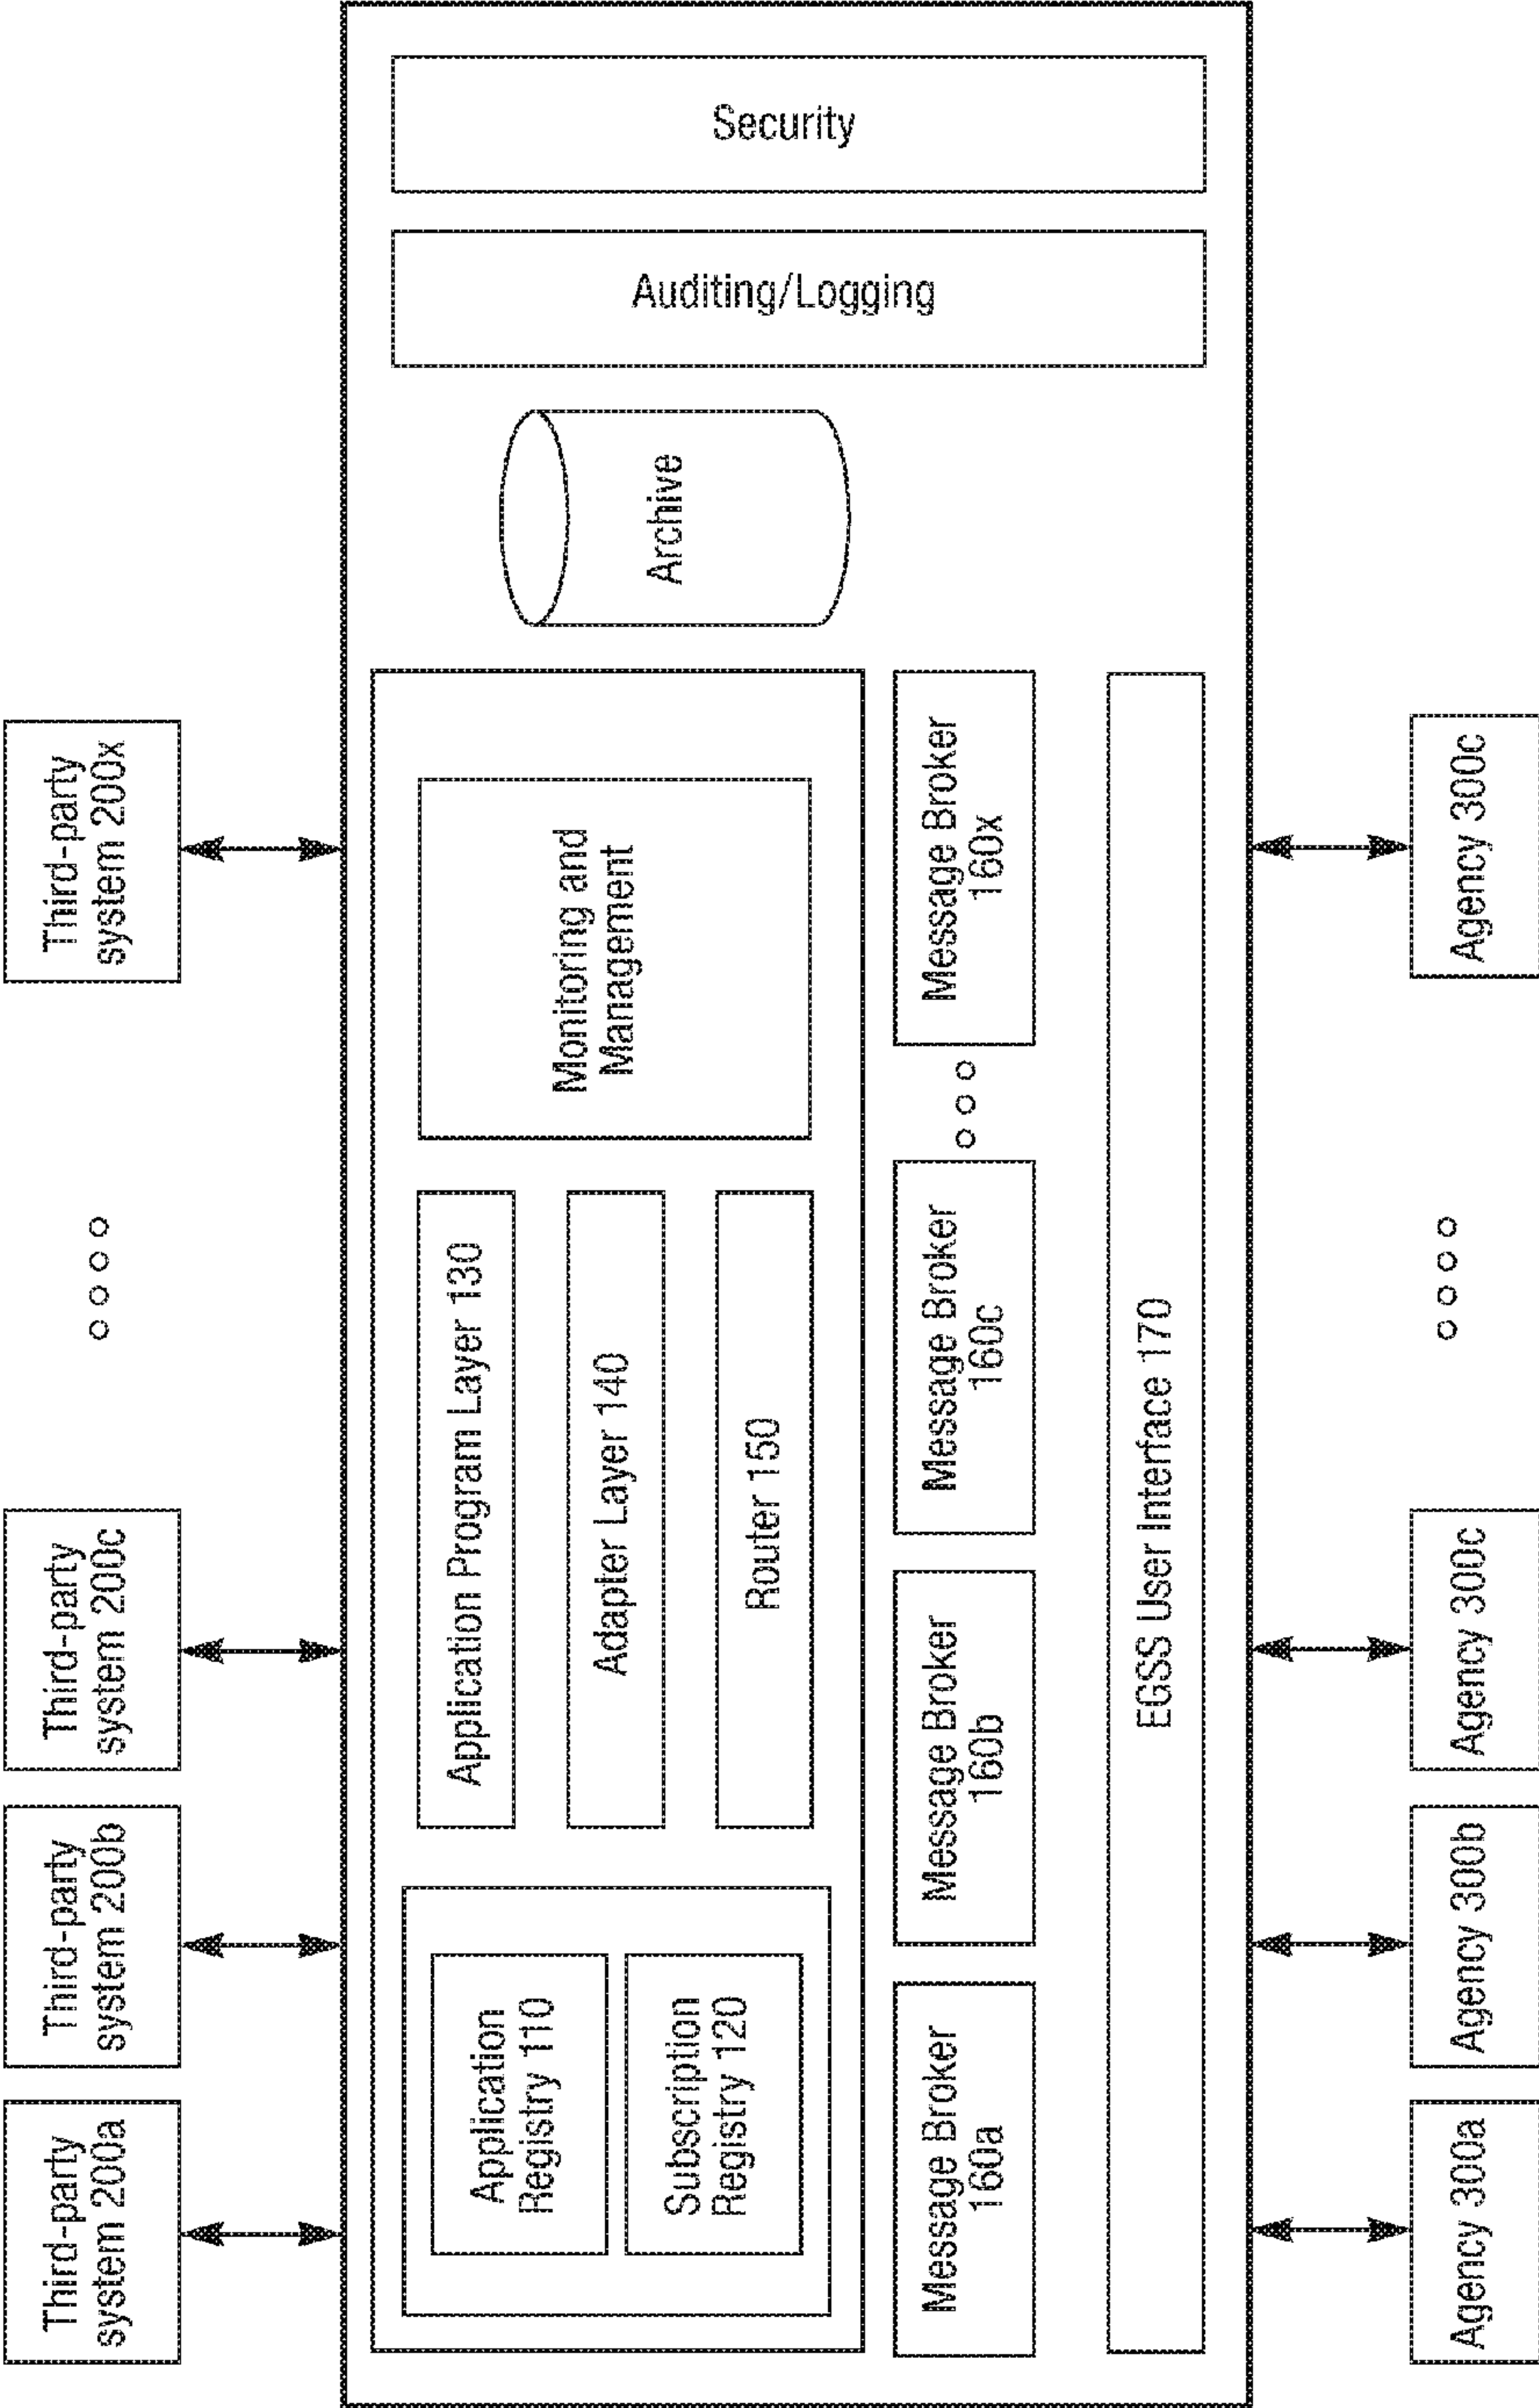 Third-party
system 200a
Third-party
system 200b
Third-party
system 200c
Third-party
system 200x
Application
Registry 110
Subscription
Registry 120
Application Program Layer 130
Adapter Layer 140
Router 150
Monitoring and
Management
Archive
Auditing/Logging
Security
Message Broker
160a
Message Broker
160b
Message Broker
160c
Message Broker
160x
EGSS User Interface 170
Agency 300a
Agency 300b
Agency 300c
Agency 300c